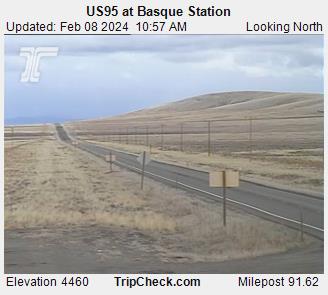 US95 at Basque Station
Updated: Feb 08 2024 10:57 AM Looking North
Elevation 4460 TripCheck.com Milepost 91.62